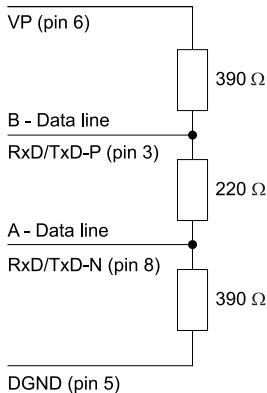 VP (pin 6)
390 Ω
B - Data line
RxD/TxD-P (pin 3)
220 Ω
A - Data line
RxD/TxD-N (pin 8)
390 Ω
DGND (pin 5)